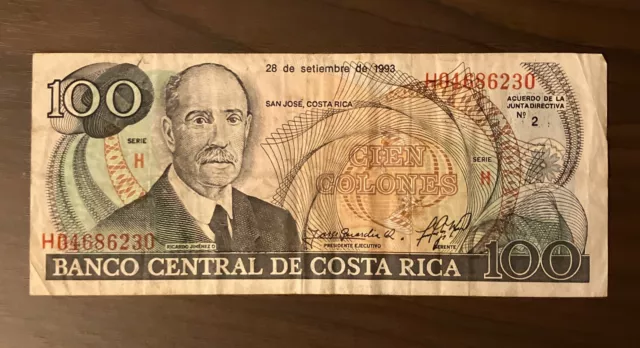 100
28 de setiembre de 1993
H04686230
SAN JOSÉ, COSTA RICA
ACUERDO DE LA
JUNTA DIRECTIVA
Nº 2
SERIE
H
CIEN
COLONES
SERIE
H
H04686230
RICARDO JIMÉNEZ O.
PRESIDENTE EJECUTIVO
GERENTE
BANCO CENTRAL DE COSTA RICA
100